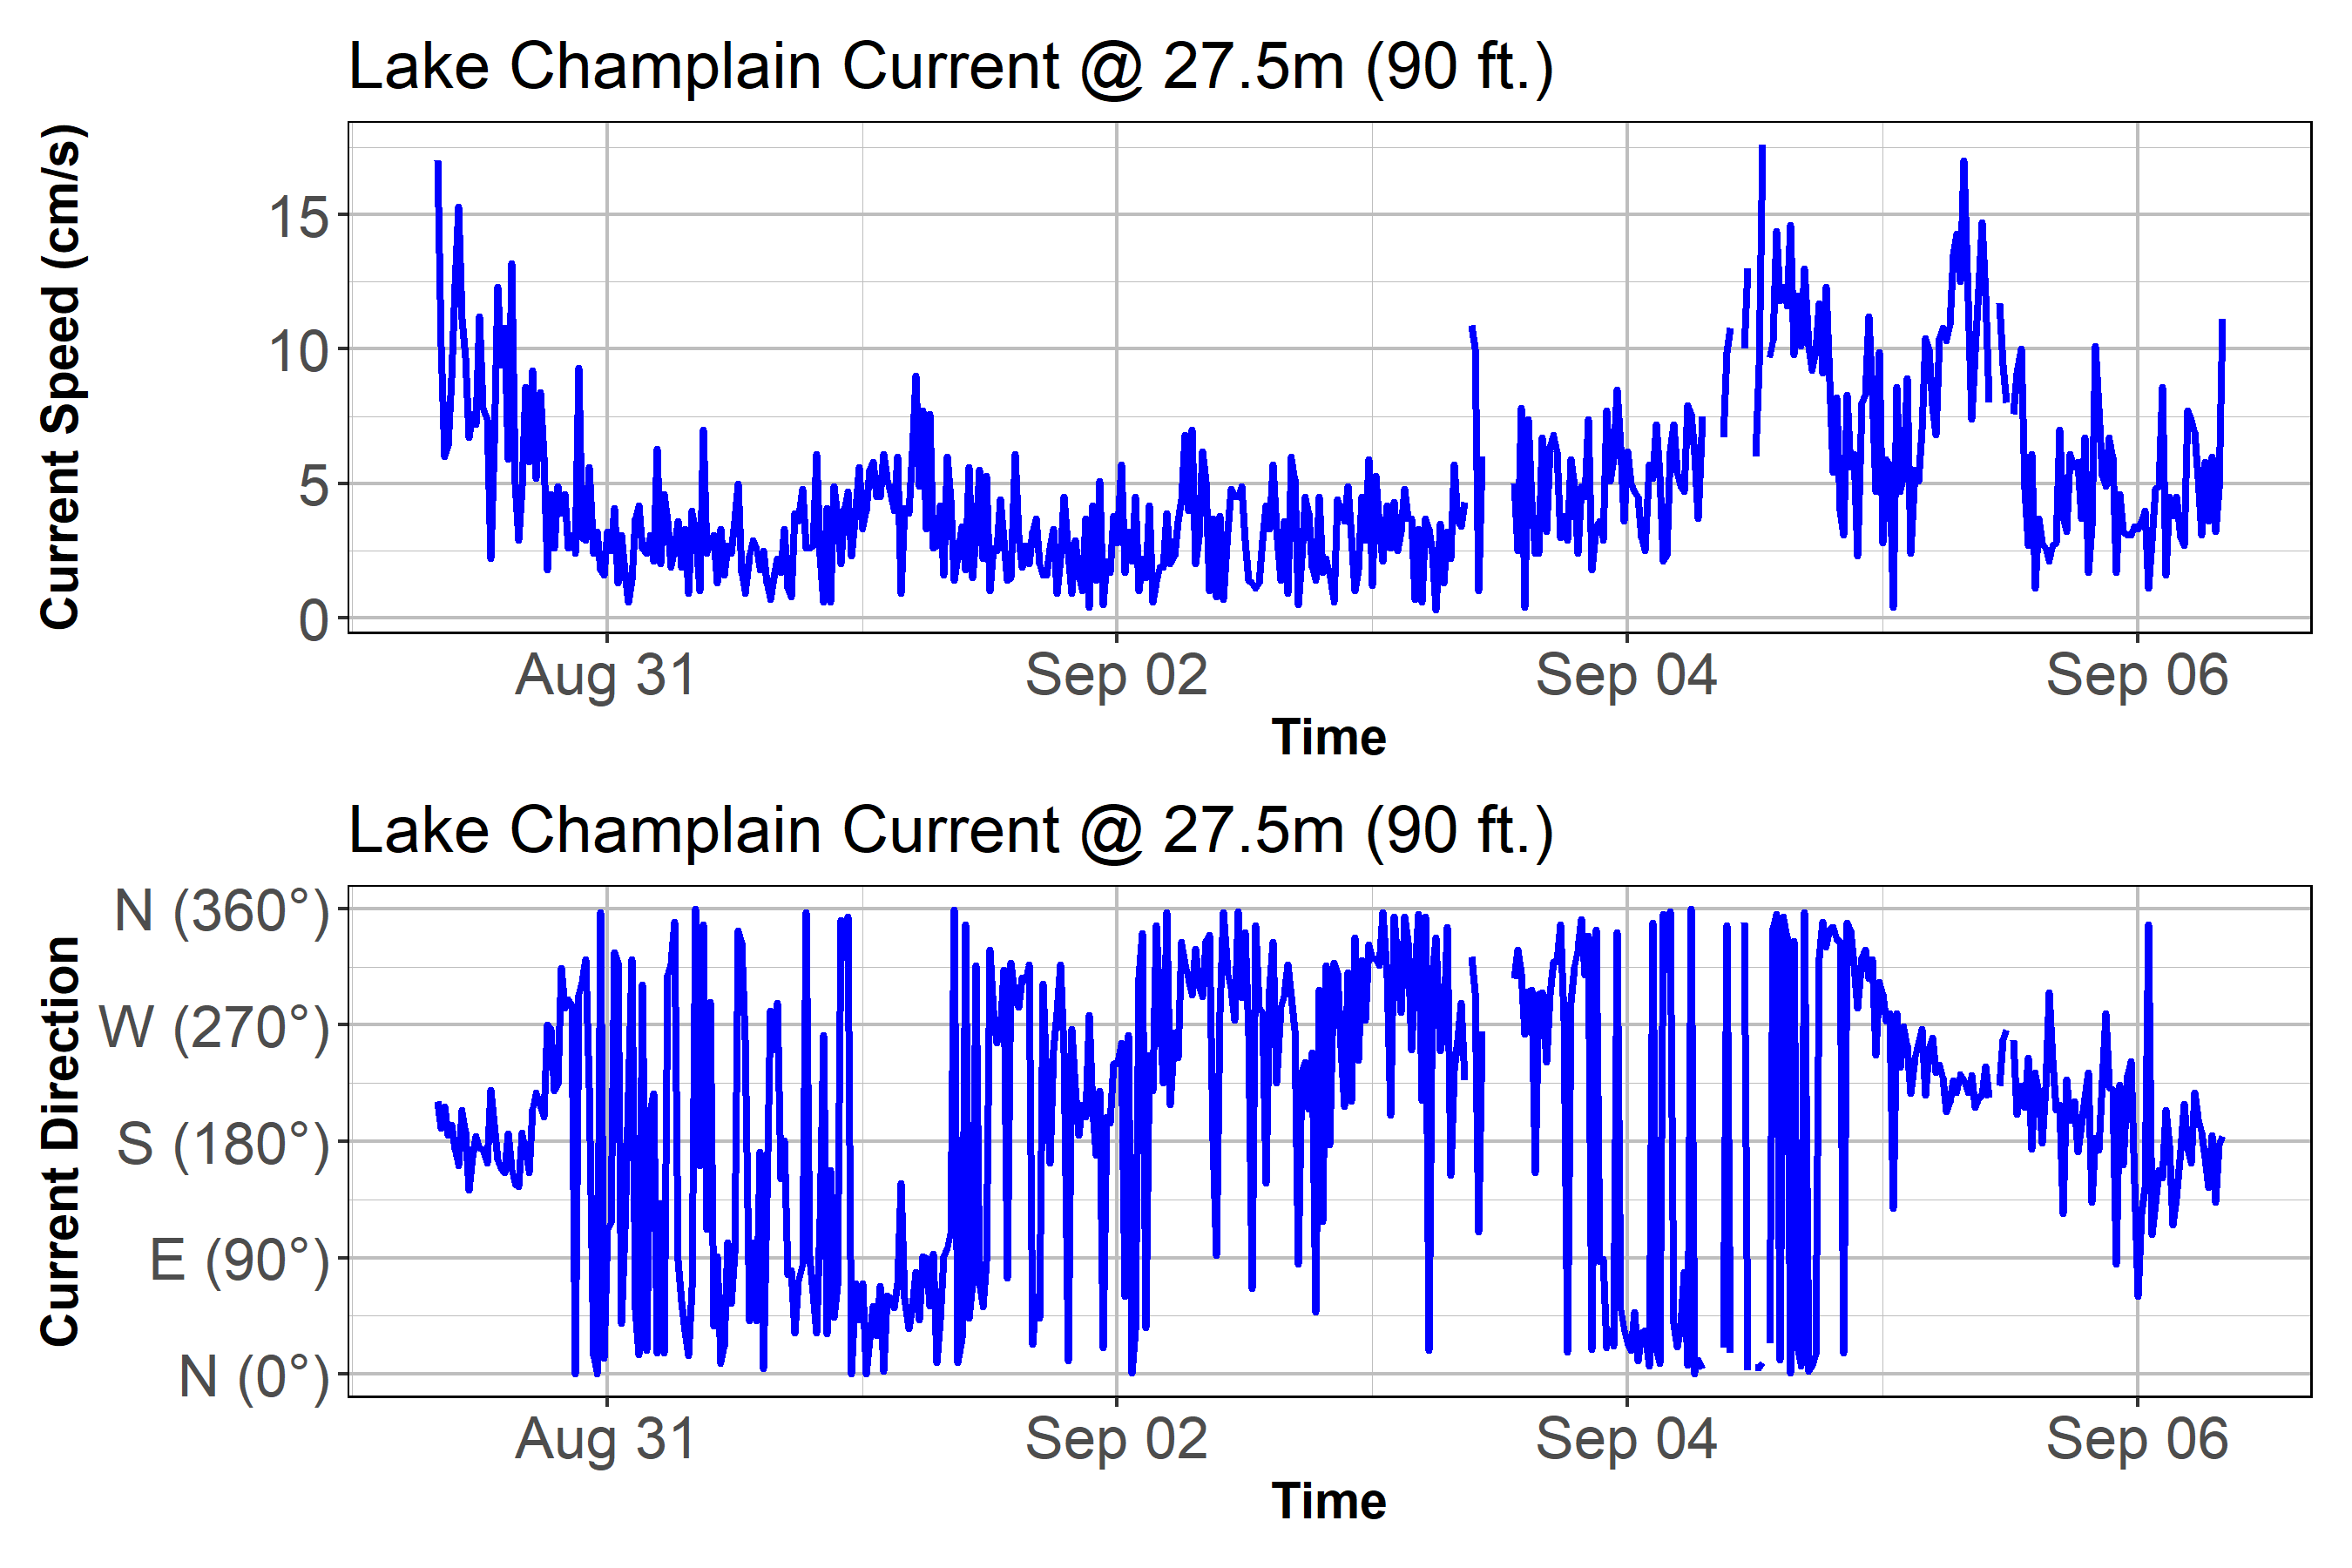 Lake Champlain Current @ 27.5m (90 ft.)
Current Speed (cm/s)
15
10
5
0
Aug 31 Sep 02 Sep 04 Sep 06
Time
Lake Champlain Current @ 27.5m (90 ft.)
Current Direction
N (360°)
W (270°)
S (180°)
E (90°)
N (0°)
Aug 31 Sep 02 Sep 04 Sep 06
Time